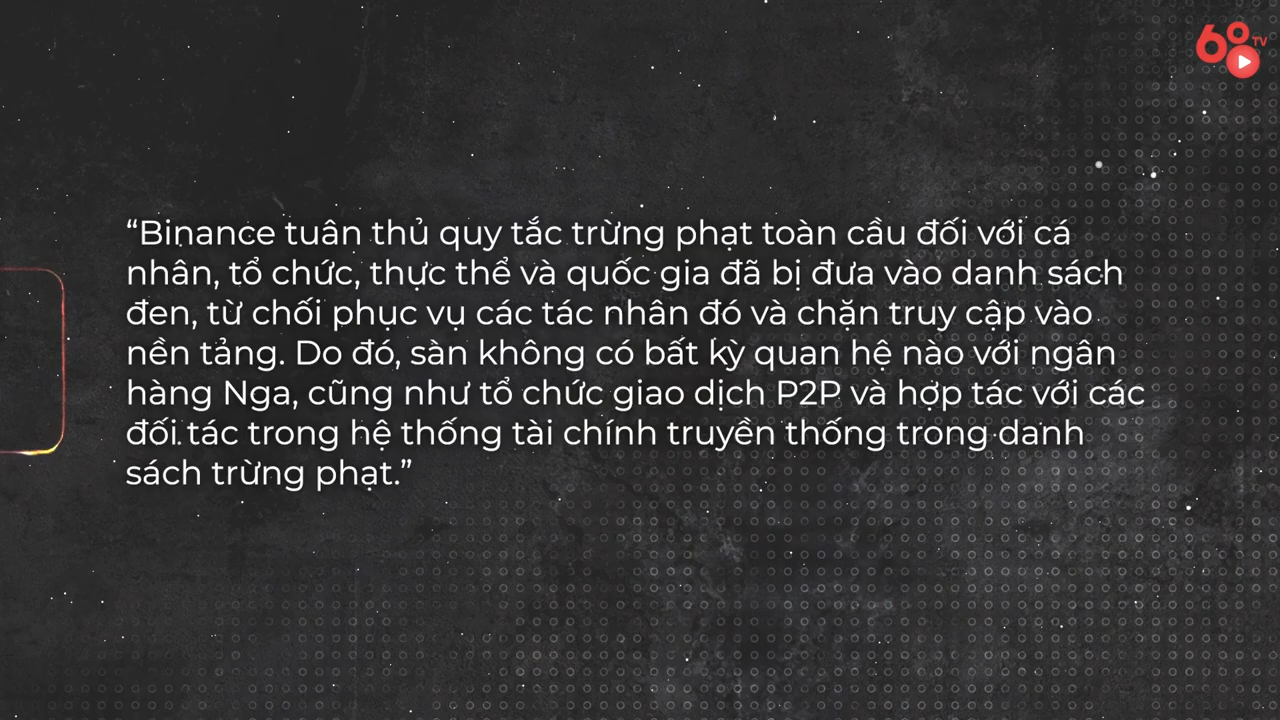 68
TV
“Binance tuân thủ quy tắc trừng phạt toàn cầu đối với cá
nhân, tổ chức, thực thể và quốc gia đã bị đưa vào danh sách
đen, từ chối phục vụ các tác nhân đó và chặn truy cập vào
nền tảng. Do đó, sàn không có bất kỳ quan hệ nào với ngân
hàng Nga, cũng như tổ chức giao dịch P2P và hợp tác với các
đối tác trong hệ thống tài chính truyền thống trong danh
sách trừng phạt.”